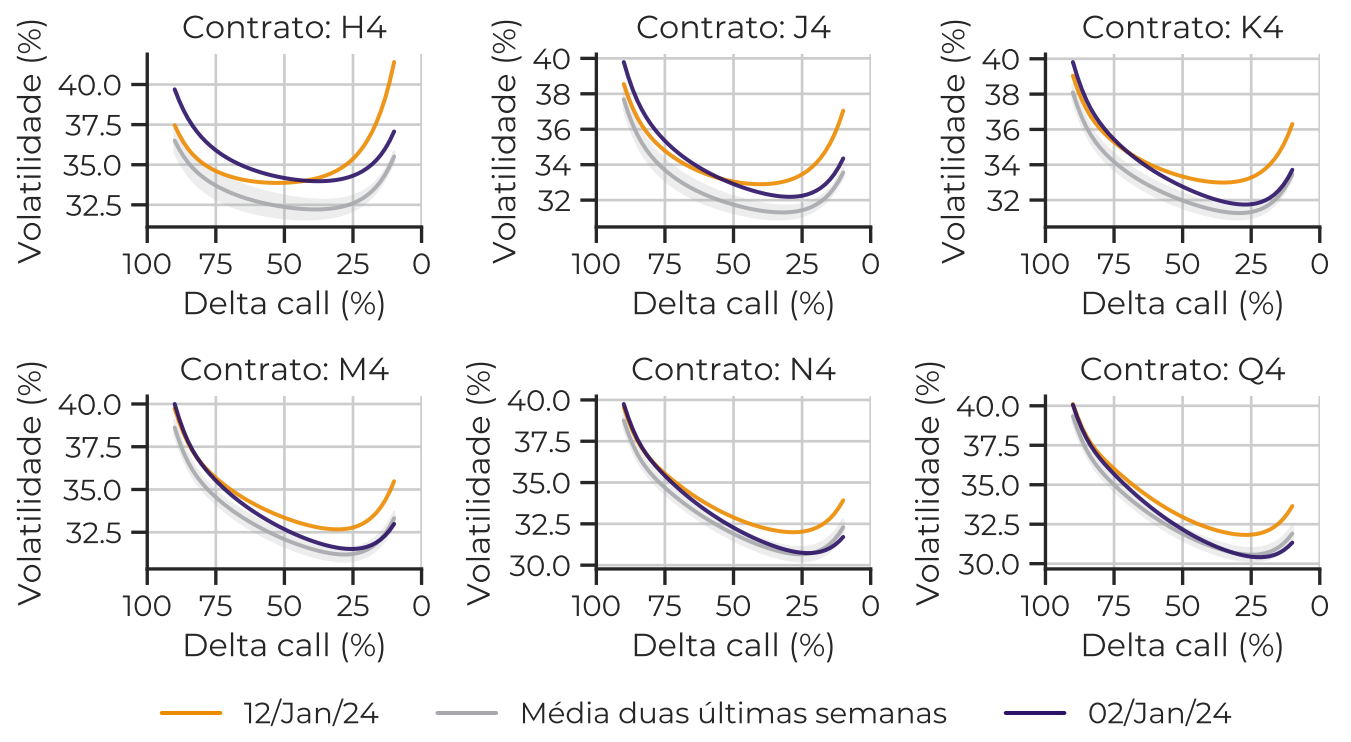 Contrato: H4
Volatilidade (%)
40.0
37.5
35.0
32.5
100 75 50 25 0
Delta call (%)
Contrato: J4
Volatilidade (%)
40
38
36
34
32
100 75 50 25 0
Delta call (%)
Contrato: K4
Volatilidade (%)
40
38
36
34
32
100 75 50 25 0
Delta call (%)
Contrato: M4
Volatilidade (%)
40.0
37.5
35.0
32.5
100 75 50 25 0
Delta call (%)
Contrato: N4
Volatilidade (%)
40.0
37.5
35.0
32.5
30.0
100 75 50 25 0
Delta call (%)
Contrato: Q4
Volatilidade (%)
40.0
37.5
35.0
32.5
30.0
100 75 50 25 0
Delta call (%)
12/Jan/24 Média duas últimas semanas 02/Jan/24